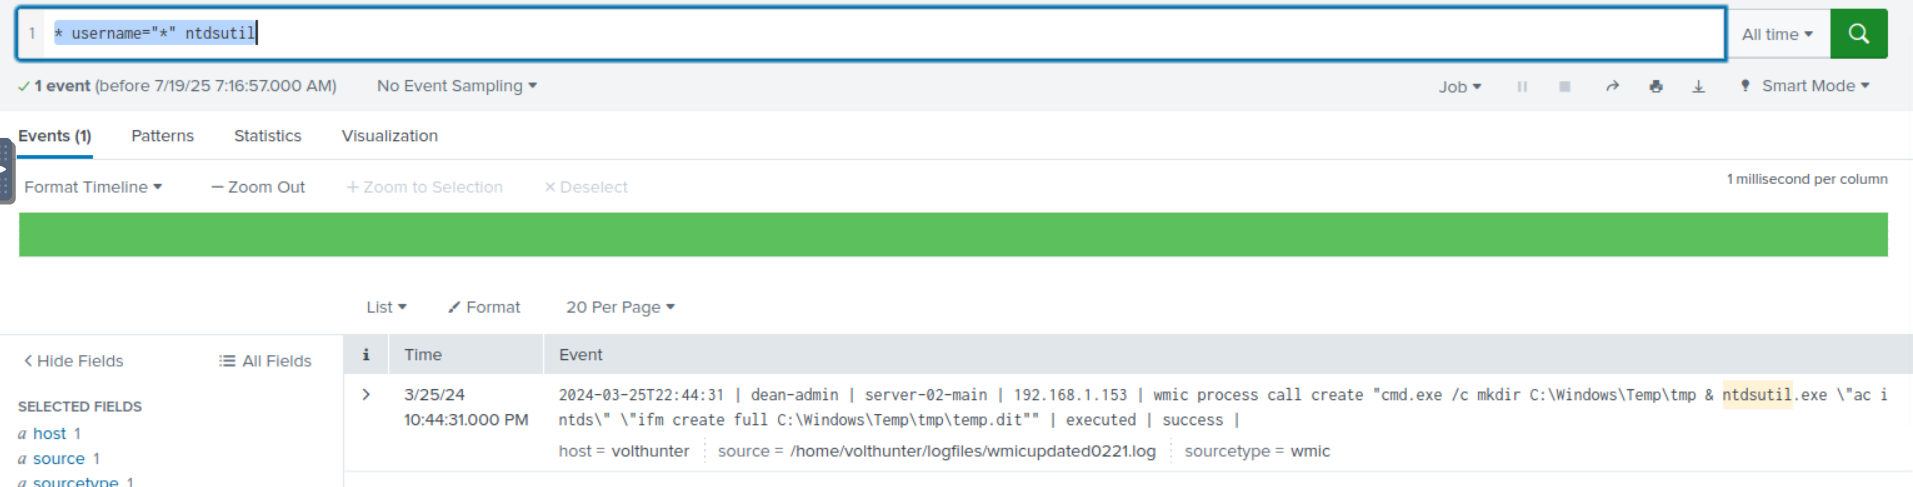 1 * username="*" ntdsutil All time
1 event (before 7/19/25 7:16:57.000 AM) No Event Sampling Job Smart Mode
Events (1) Patterns Statistics Visualization
Format Timeline — Zoom Out + Zoom to Selection × Deselect 1 millisecond per column
List Format 20 Per Page
< Hide Fields All Fields i Time Event
SELECTED FIELDS
a host 1
a source 1
a sourcetype 1
> 3/25/24 2024-03-25T22:44:31 | dean-admin | server-02-main | 192.168.1.153 | wmic process call create "cmd.exe /c mkdir C:\Windows\Temp\tmp & ntdsutil.exe \"ac i
10:44:31.000 PM ntds\" \"ifm create full C:\Windows\Temp\tmp\temp.dit"" | executed | success |
host = volthunter source = /home/volthunter/logfiles/wmicupdated0221.log sourcetype = wmic